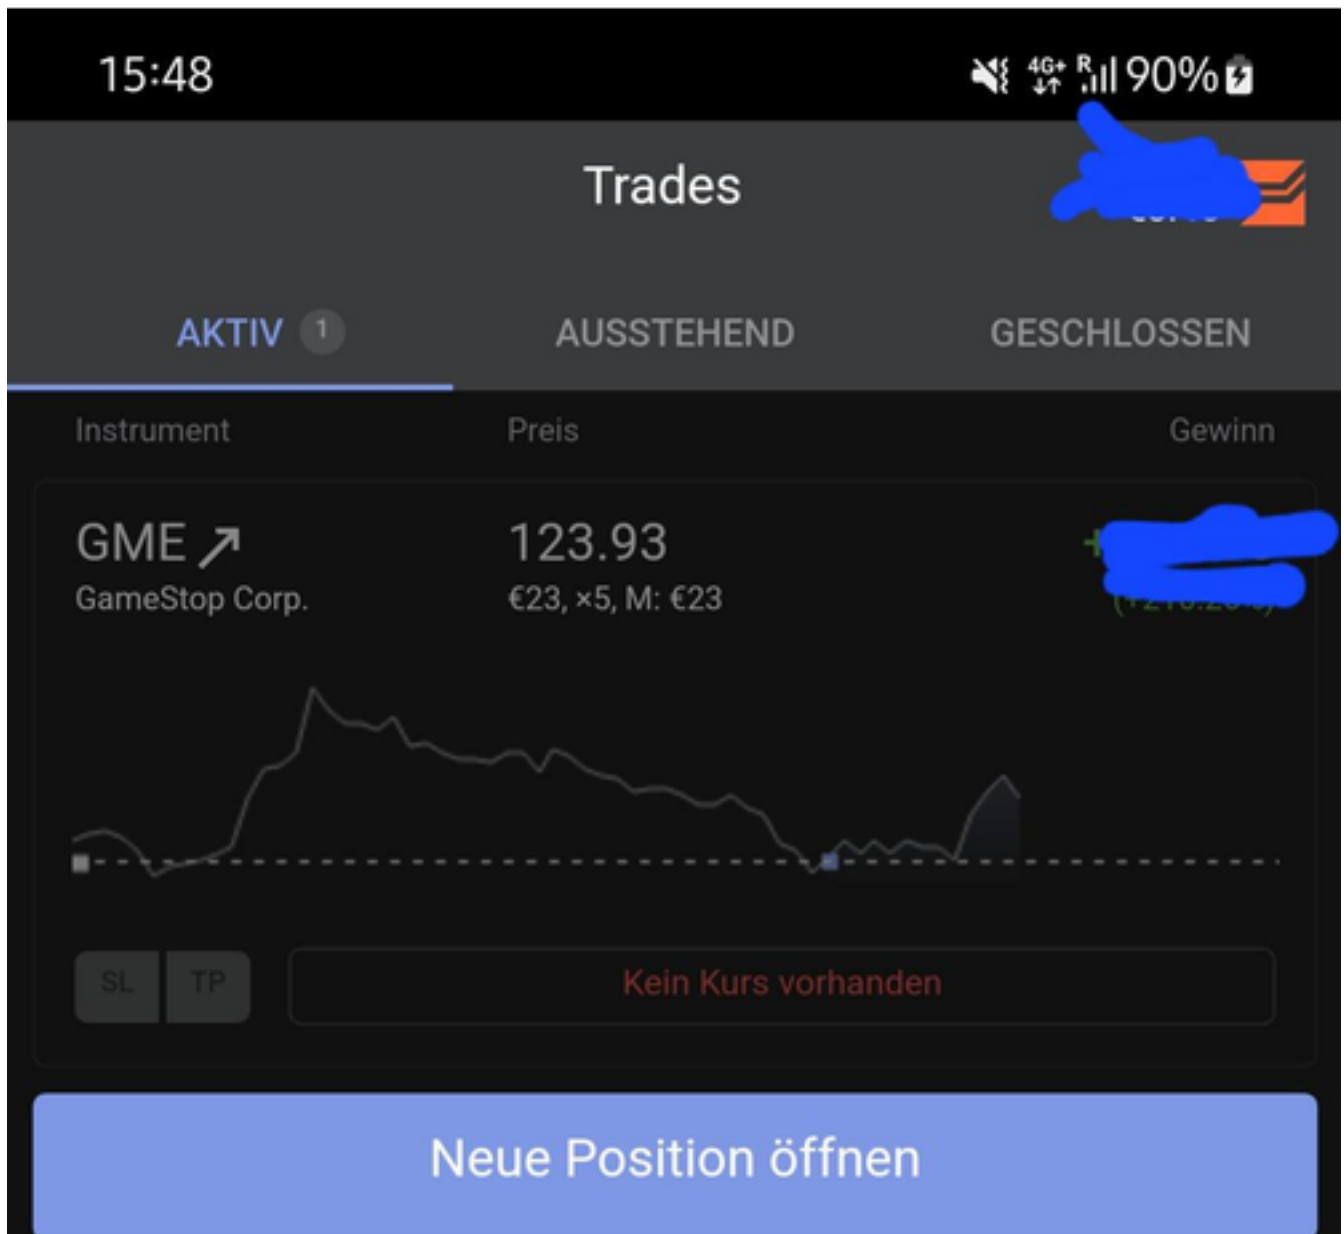 15:48 4G+ R 90%
Trades
AKTIV 1 AUSSTEHEND GESCHLOSSEN
Instrument Preis Gewinn
GME 123.93 +
GameStop Corp. €23, ×5, M: €23
SL TP Kein Kurs vorhanden
Neue Position öffnen